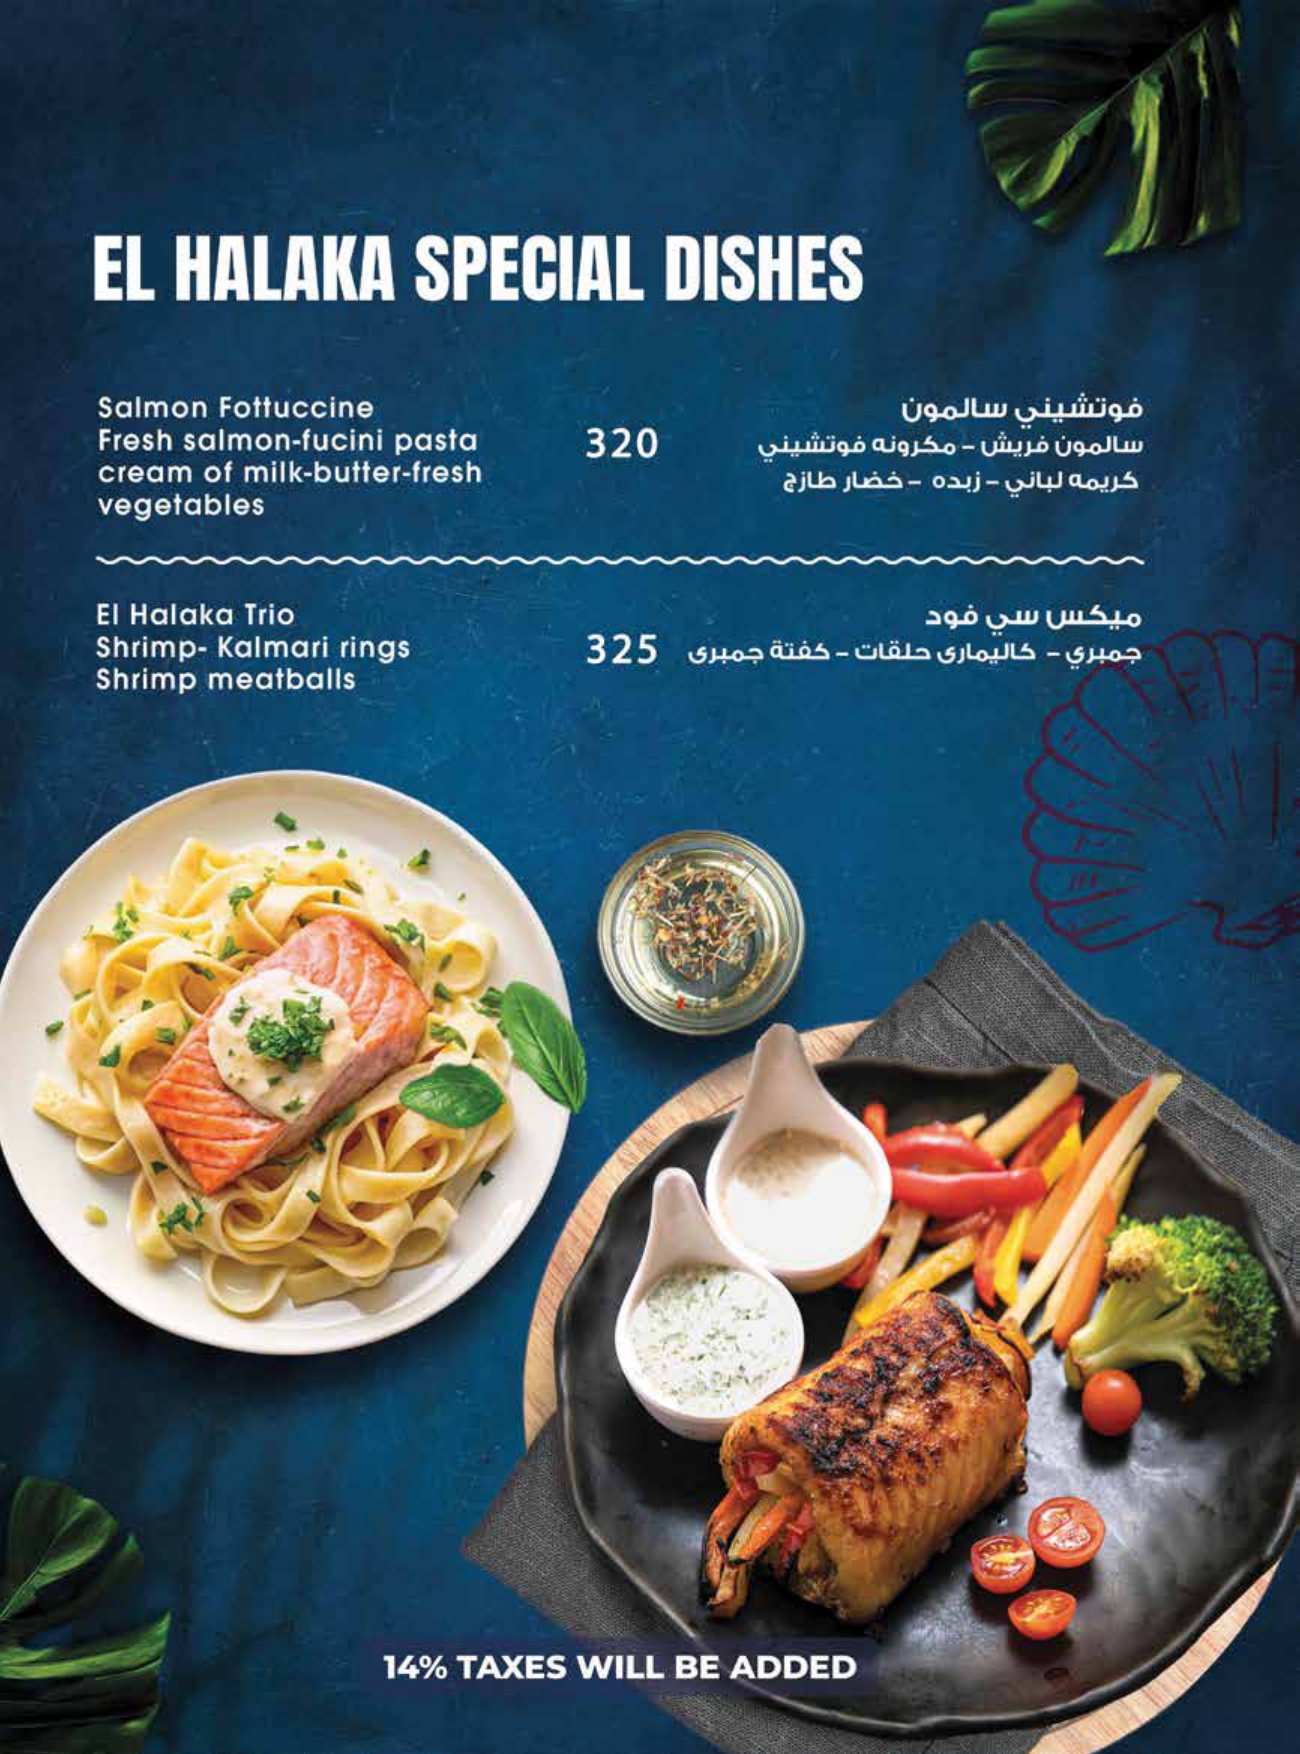 EL HALAKA SPECIAL DISHES
Salmon Fottuccine
Fresh salmon-fucini pasta
cream of milk-butter-fresh
vegetables
320
فوتشيني سالمون
سالمون فريش - مكرونه فوتشيني
كريمه لباني - زبده - خضار طازج
El Halaka Trio
Shrimp- Kalmari rings
Shrimp meatballs
325
ميكس سي فود
جمبري - كاليمارى حلقات - كفتة جمبرى
14% TAXES WILL BE ADDED